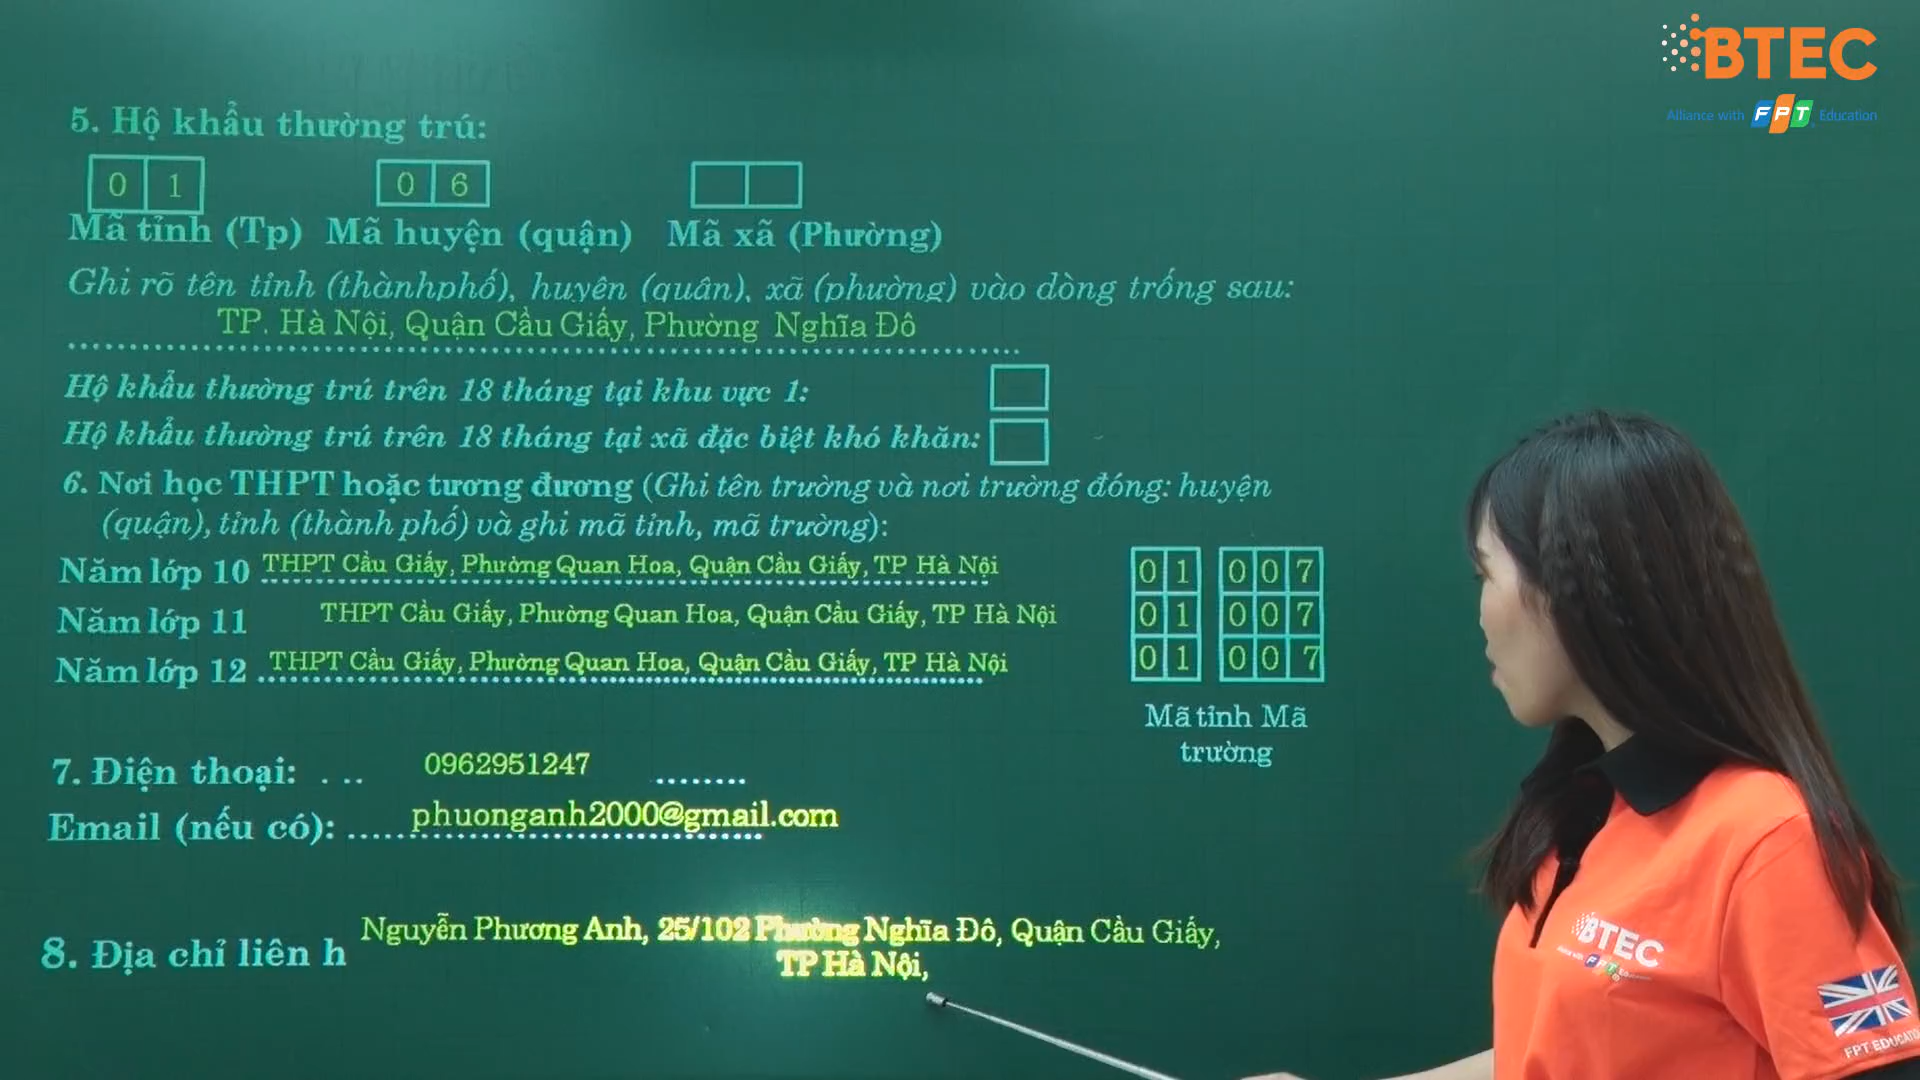 BTEC
Alliance with FPT Education
5. Hộ khẩu thường trú:
0 1 0 6
Mã tỉnh (Tp) Mã huyện (quận) Mã xã (Phường)
Ghi rõ tên tỉnh (thànhphố), huyện (quận), xã (phường) vào dòng trống sau:
TP. Hà Nội, Quận Cầu Giấy, Phường Nghĩa Đô
Hộ khẩu thường trú trên 18 tháng tại khu vực 1:
Hộ khẩu thường trú trên 18 tháng tại xã đặc biệt khó khăn:
6. Nơi học THPT hoặc tương đương (Ghi tên trường và nơi trường đóng: huyện
(quận), tỉnh (thành phố) và ghi mã tỉnh, mã trường):
Năm lớp 10 THPT Cầu Giấy, Phường Quan Hoa, Quận Cầu Giấy, TP Hà Nội 0 1 0 0 7
Năm lớp 11 THPT Cầu Giấy, Phường Quan Hoa, Quận Cầu Giấy, TP Hà Nội 0 1 0 0 7
Năm lớp 12 THPT Cầu Giấy, Phường Quan Hoa, Quận Cầu Giấy, TP Hà Nội 0 1 0 0 7
Mã tỉnh Mã
trường
7. Điện thoại: . .. 0962951247 ........
Email (nếu có): ..... phuonganh2000@gmail.com
8. Địa chỉ liên h Nguyễn Phương Anh, 25/102 Phường Nghĩa Đô, Quận Cầu Giấy,
TP Hà Nội,
BTEC
FPT Education
FPT EDUCATIO